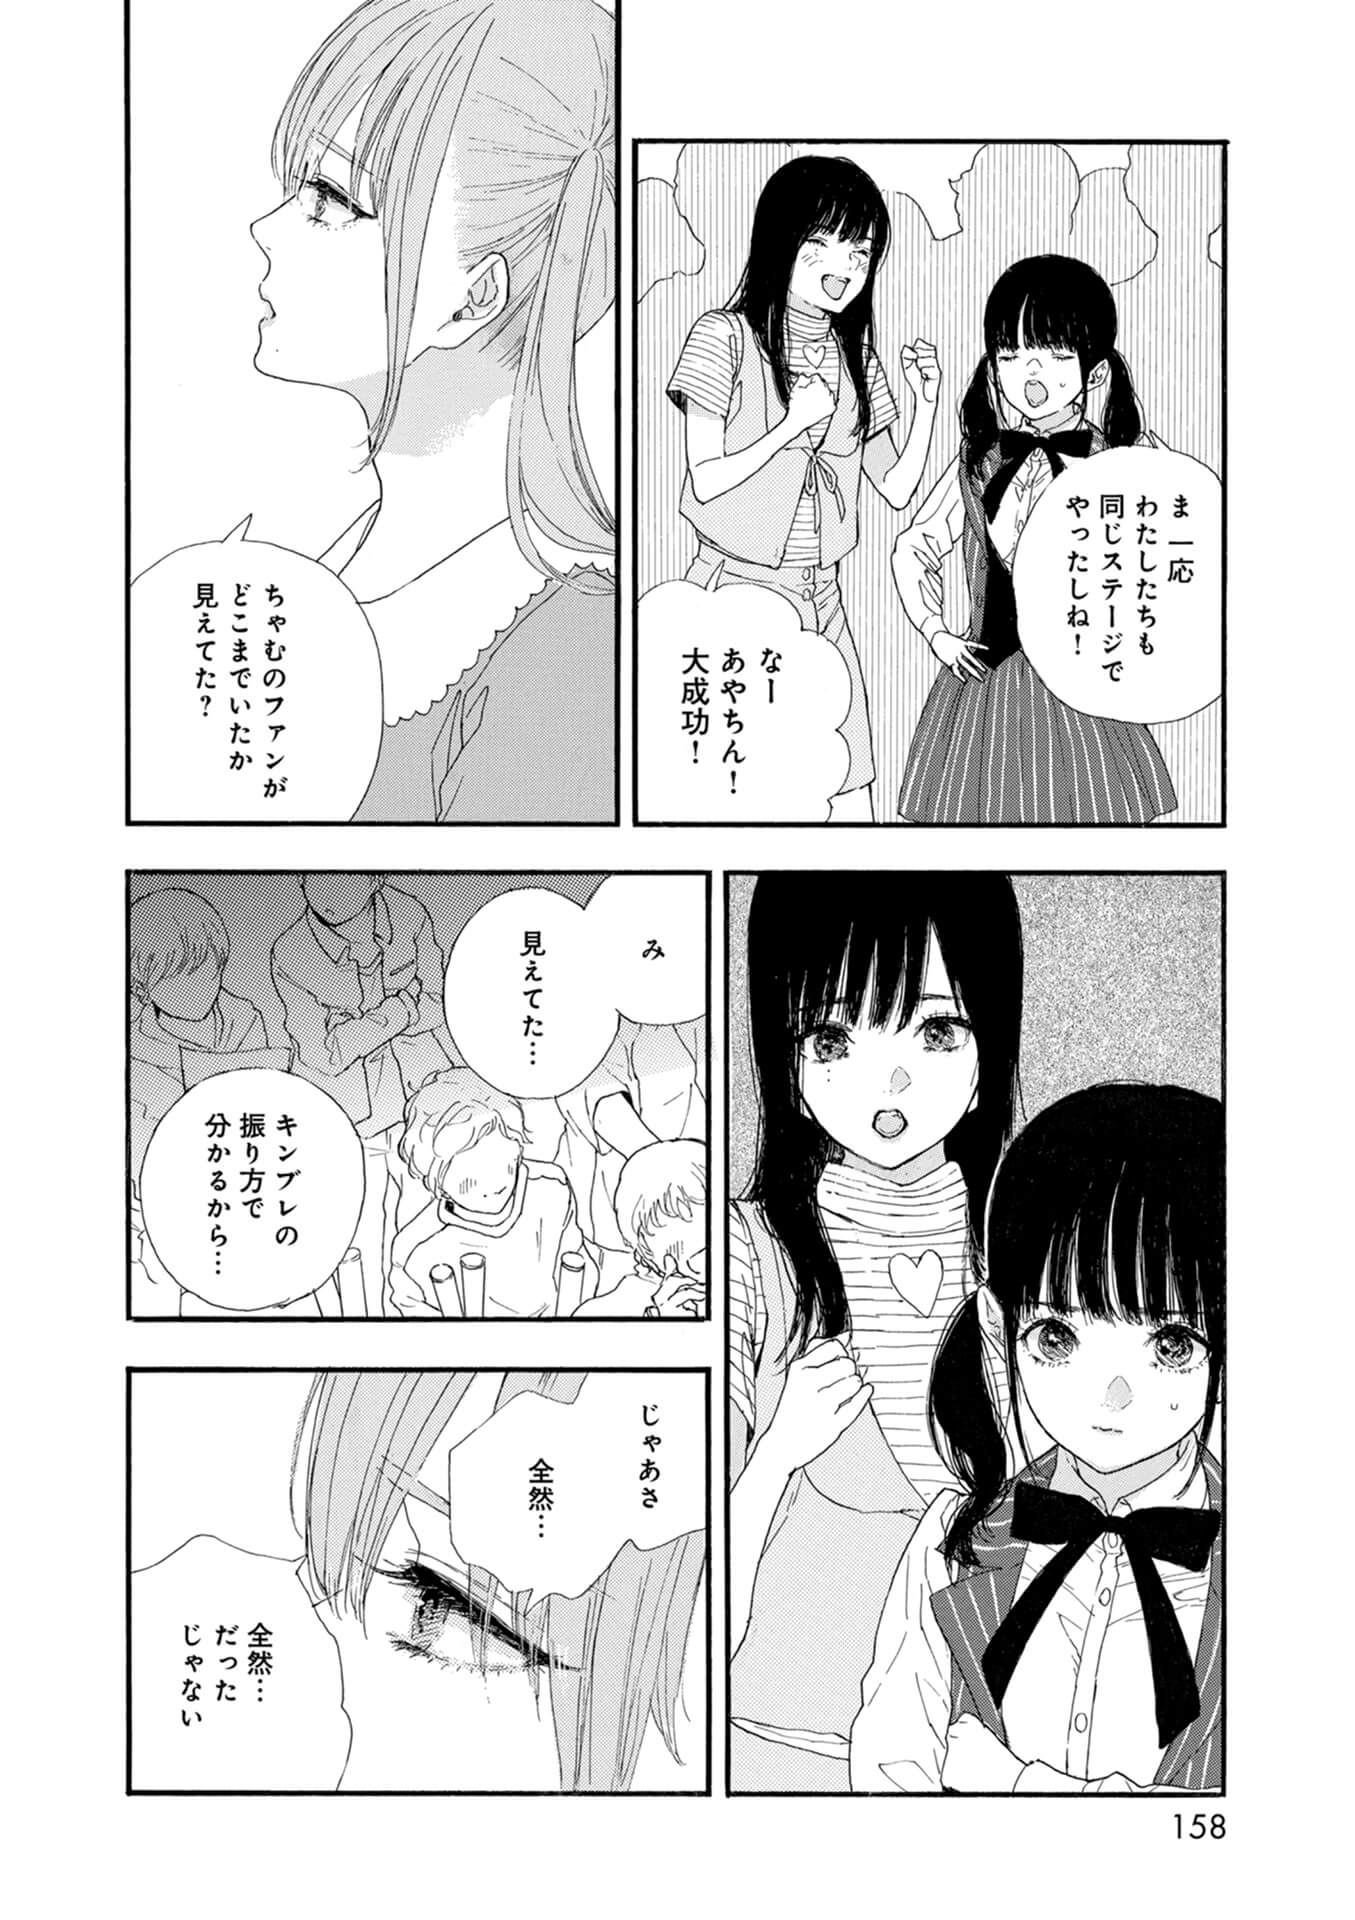 ま一応
わたしたちも
同じステージで
やったしね！
なー
あやちん！
大成功！
ちゃむのファンが
どこまでいたか
見えてた？
み
見えてた…
キンブレの
振り方で
分かるから…
じゃあさ
全然…
全然…
だった
じゃない
158